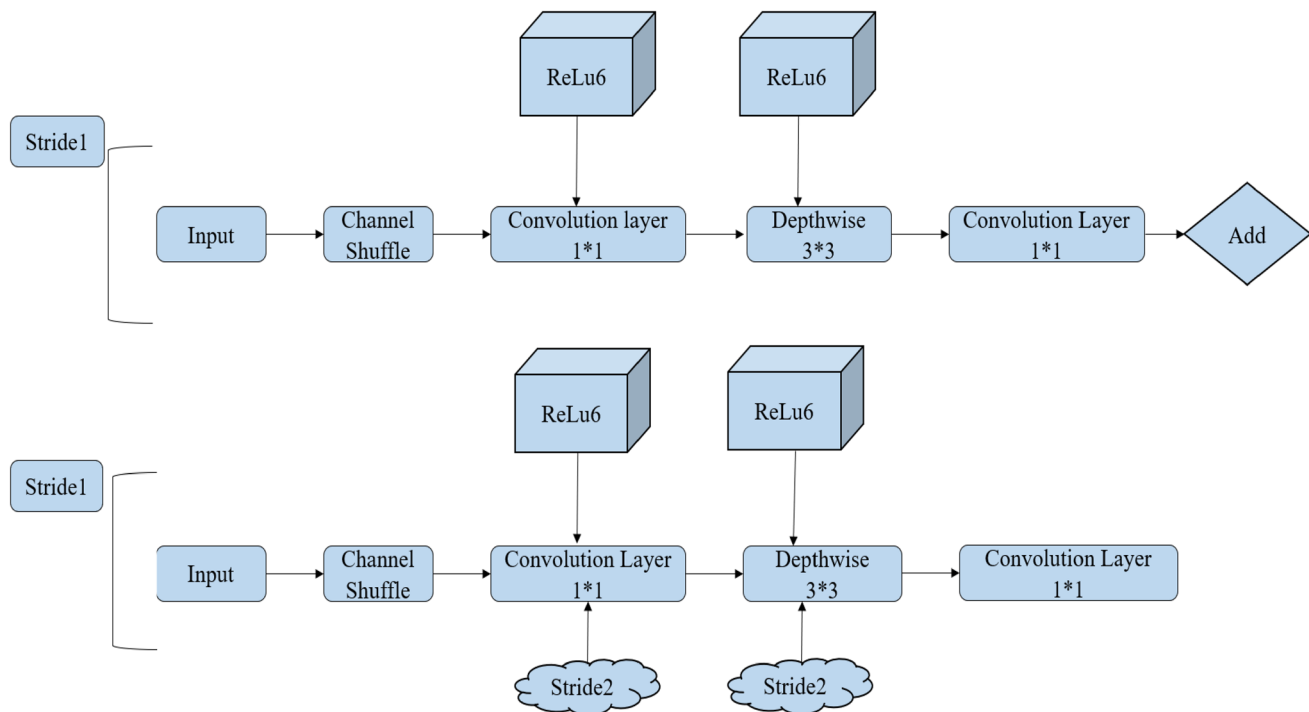 ReLu6
ReLu6
Stride1
Input
Channel
Shuffle
Convolution layer
1*1
Depthwise
3*3
Convolution Layer
1*1
Add
ReLu6
ReLu6
Stride1
Input
Channel
Shuffle
Convolution Layer
1*1
Depthwise
3*3
Convolution Layer
1*1
Stride2
Stride2